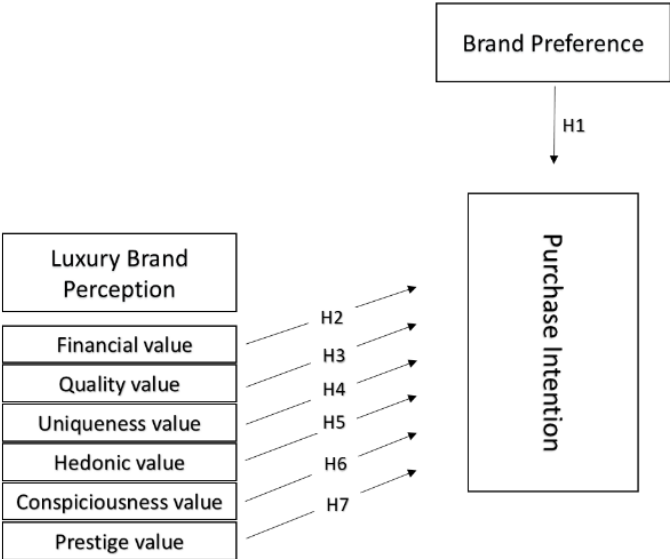 Brand Preference
H1
Purchase Intention
Luxury Brand
Perception
Financial value
Quality value
Uniqueness value
Hedonic value
Conspiciousness value
Prestige value
H2
H3
H4
H5
H6
H7